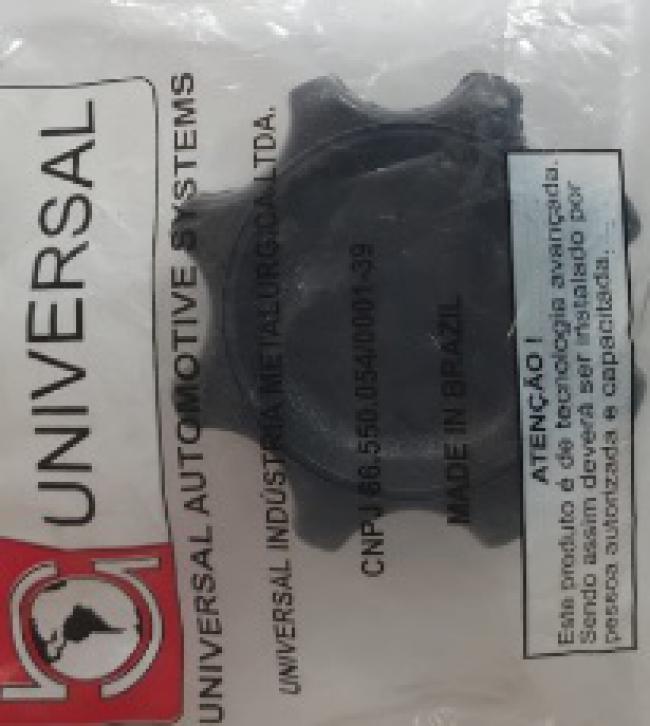 UNIVERSAL
UNIVERSAL AUTOMOTIVE SYSTEMS
UNIVERSAL INDÚSTRIA METALURGICA LTDA.
CNPJ 66.550.054/0001-39
MADE IN BRAZIL
ATENÇÃO !
Este produto é de tecnologia avançada.
Sendo assim deverá ser instalado por
pessoa autorizada e capacitada.